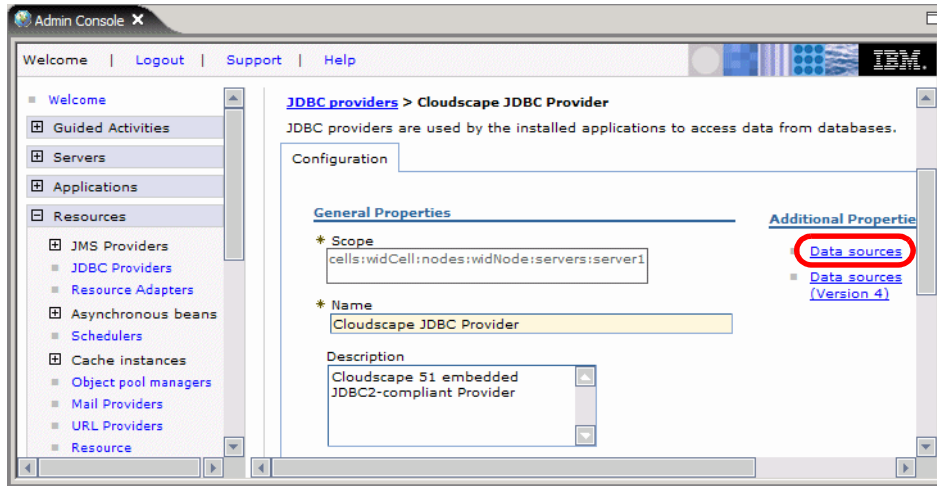 Admin Console
Welcome | Logout | Support | Help
IBM.
Welcome
Guided Activities
Servers
Applications
Resources
JMS Providers
JDBC Providers
Resource Adapters
Asynchronous beans
Schedulers
Cache instances
Object pool managers
Mail Providers
URL Providers
Resource
JDBC providers > Cloudscape JDBC Provider
JDBC providers are used by the installed applications to access data from databases.
Configuration
General Properties
Scope
cells:widCell:nodes:widNode:servers:server1
Name
Cloudscape JDBC Provider
Description
Cloudscape 51 embedded
JDBC2-compliant Provider
Additional Propertie
Data sources
Data sources
(Version 4)